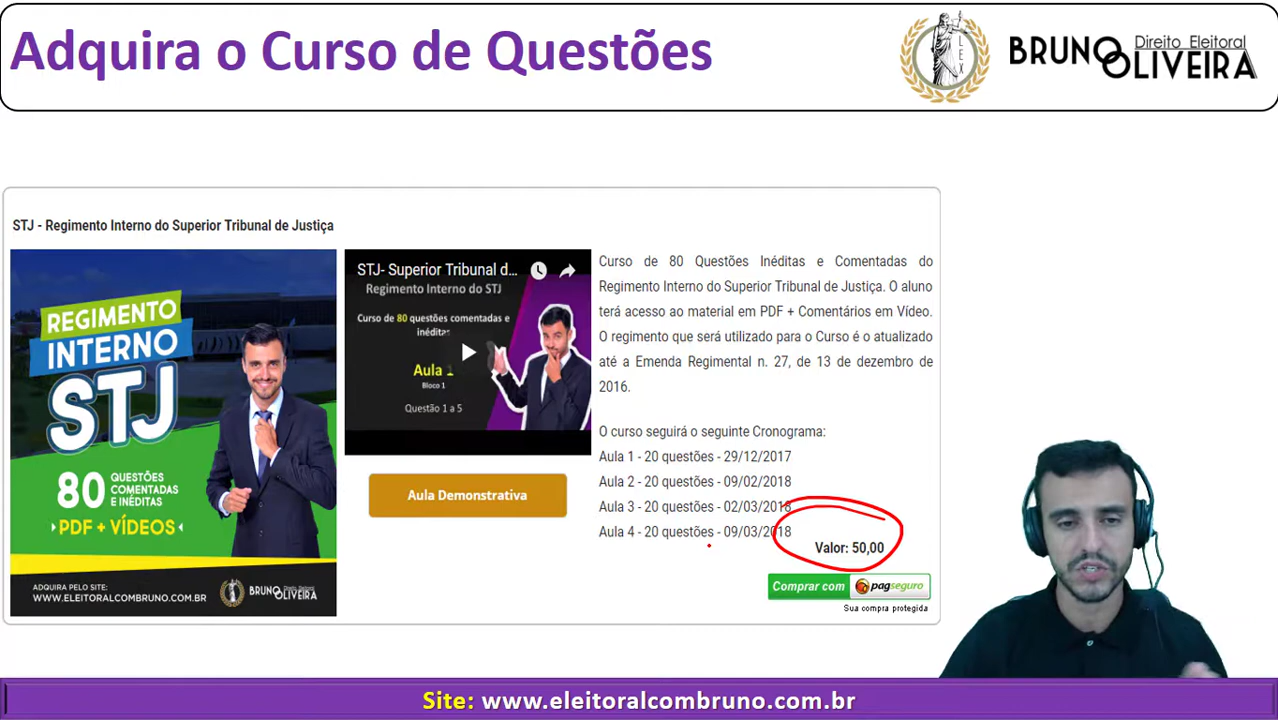 Adquira o Curso de Questões
LEX
BRUNO OLIVEIRA
Direito Eleitoral
STJ - Regimento Interno do Superior Tribunal de Justiça
REGIMENTO
INTERNO
STJ
80 QUESTÕES
COMENTADAS
E INÉDITAS
PDF + VÍDEOS
ADQUIRA PELO SITE:
WWW.ELEITORALCOMBRUNO.COM.BR
BRUNO OLIVEIRA
STJ- Superior Tribunal d...
Regimento Interno do STJ
Curso de 80 questões comentadas e
inéditas
Aula 1
Bloco 1
Questão 1 a 5
Aula Demonstrativa
Curso de 80 Questões Inéditas e Comentadas do
Regimento Interno do Superior Tribunal de Justiça. O aluno
terá acesso ao material em PDF + Comentários em Vídeo.
O regimento que será utilizado para o Curso é o atualizado
até a Emenda Regimental n. 27, de 13 de dezembro de
2016.
O curso seguirá o seguinte Cronograma:
Aula 1 - 20 questões - 29/12/2017
Aula 2 - 20 questões - 09/02/2018
Aula 3 - 20 questões - 02/03/2018
Aula 4 - 20 questões - 09/03/2018
Valor: 50,00
Comprar com pagseguro
Sua compra protegida
Site: www.eleitoralcombruno.com.br